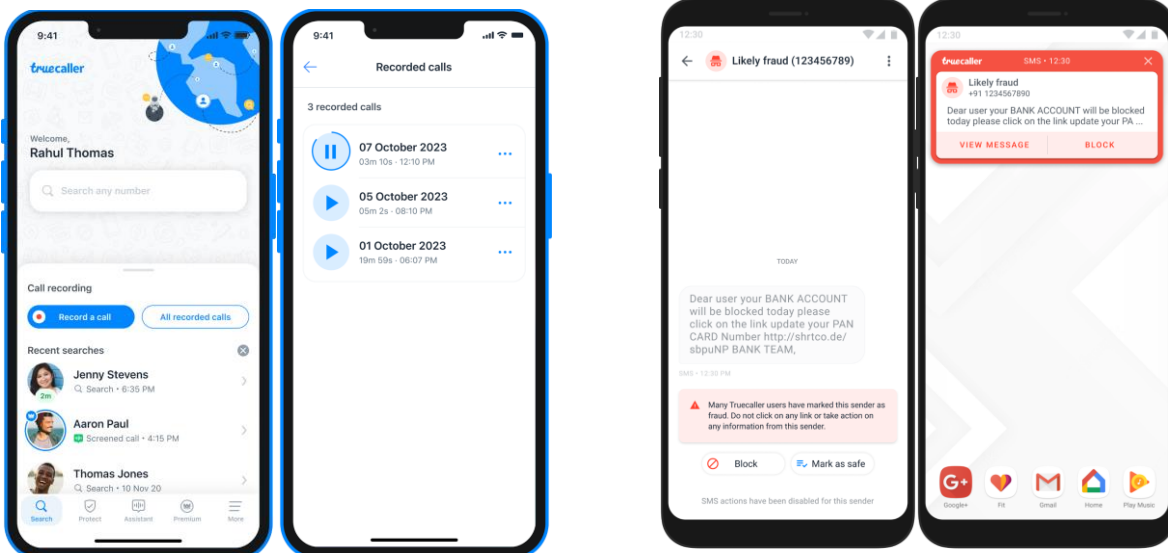 9:41
truecaller
Welcome,
Rahul Thomas
Search any number
Call recording
Record a call
All recorded calls
Recent searches
Jenny Stevens
2m
Search • 6:35 PM
Aaron Paul
Screened call • 4:15 PM
Thomas Jones
Search • 10 Nov 20
Search
Protect
Assistant
Premium
More
9:41
Recorded calls
3 recorded calls
07 October 2023
03m 10s · 12:10 PM
05 October 2023
05m 2s · 08:10 PM
01 October 2023
19m 59s · 06:07 PM
12:30
Likely fraud (123456789)
TODAY
Dear user your BANK ACCOUNT
will be blocked today please
click on the link update your PAN
CARD Number http://shrtco.de/
sbpuNP BANK TEAM,
SMS • 12:30 PM
Many Truecaller users have marked this sender as
fraud. Do not click on any link or take action on
any information from this sender.
Block
Mark as safe
SMS actions have been disabled for this sender
12:30
truecaller
SMS • 12:30
Likely fraud
+91 1234567890
Dear user your BANK ACCOUNT will be blocked
today please click on the link update your PA ...
VIEW MESSAGE
BLOCK
G+
Google+
Fit
Gmail
Home
Play Music